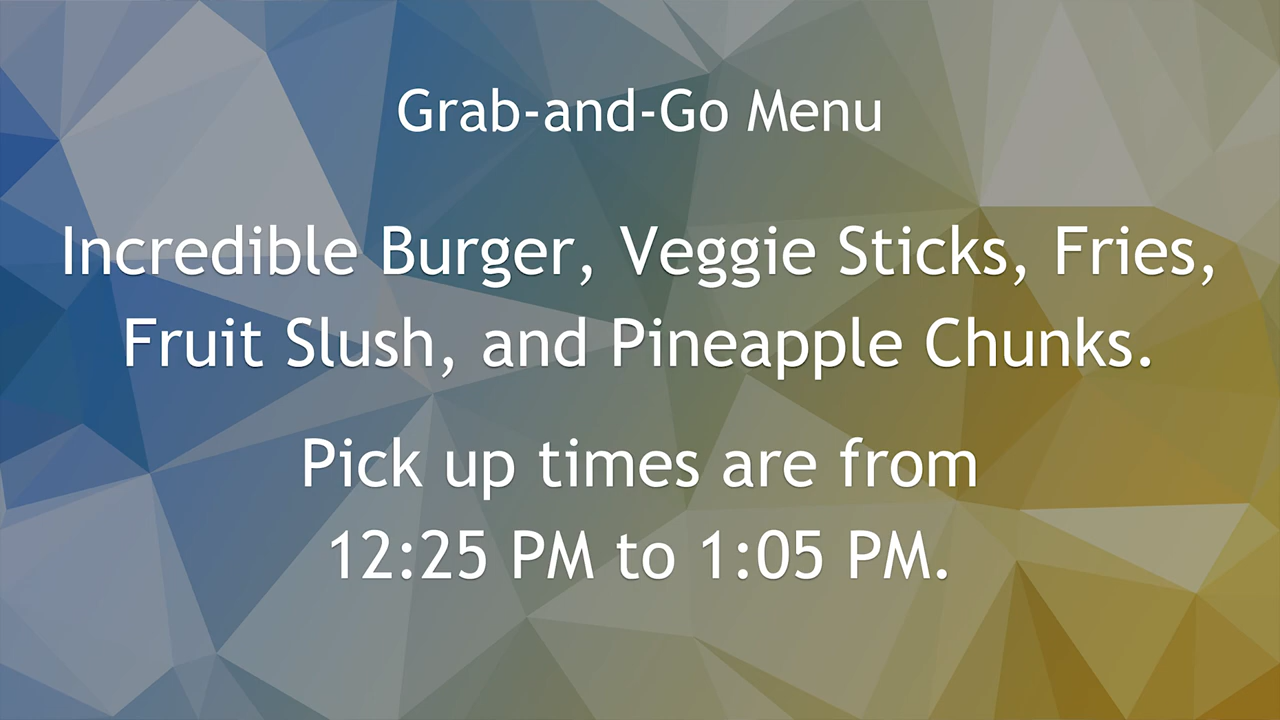 Grab-and-Go Menu
Incredible Burger, Veggie Sticks, Fries,
Fruit Slush, and Pineapple Chunks.
Pick up times are from
12:25 PM to 1:05 PM.